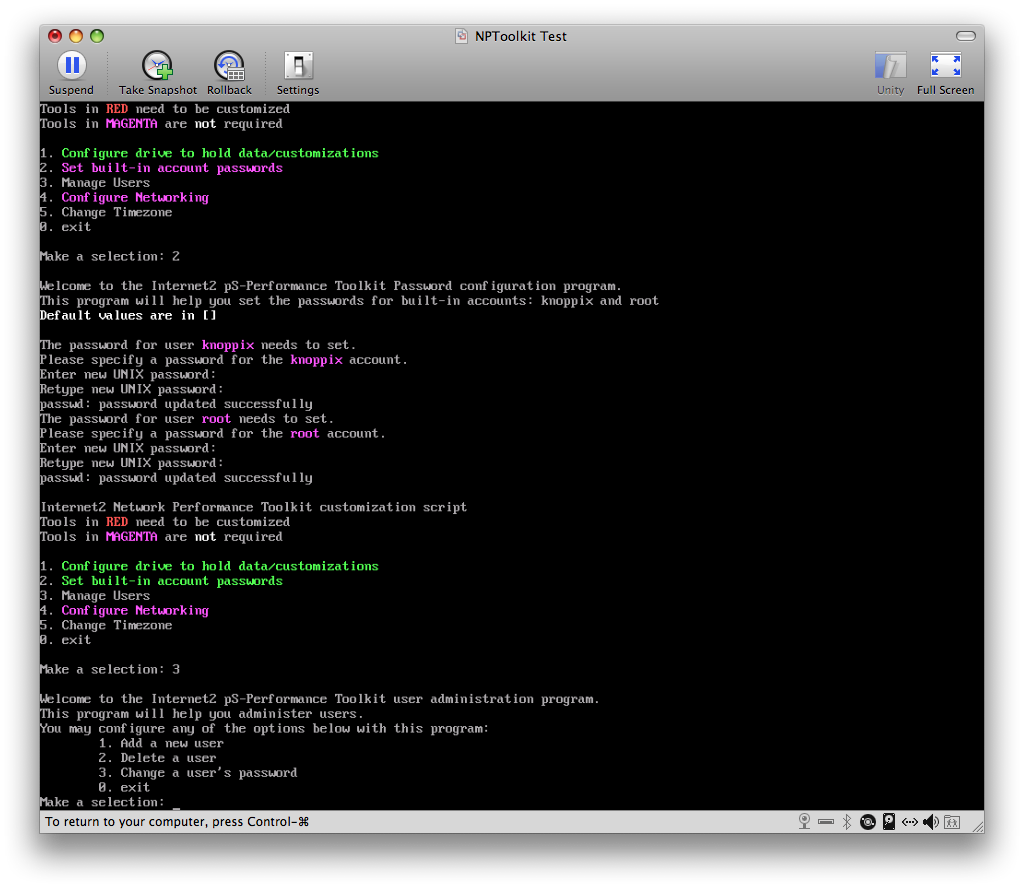 NPToolkit Test
Suspend
Take Snapshot
Rollback
Settings
Unity
Full Screen
Tools in RED need to be customized
Tools in MAGENTA are not required
1. Configure drive to hold data/customizations
2. Set built-in account passwords
3. Manage Users
4. Configure Networking
5. Change Timezone
0. exit
Make a selection: 2
Welcome to the Internet2 pS-Performance Toolkit Password configuration program.
This program will help you set the passwords for built-in accounts: knoppix and root
Default values are in []
The password for user knoppix needs to set.
Please specify a password for the knoppix account.
Enter new UNIX password:
Retype new UNIX password:
passwd: password updated successfully
The password for user root needs to set.
Please specify a password for the root account.
Enter new UNIX password:
Retype new UNIX password:
passwd: password updated successfully
Internet2 Network Performance Toolkit customization script
Tools in RED need to be customized
Tools in MAGENTA are not required
1. Configure drive to hold data/customizations
2. Set built-in account passwords
3. Manage Users
4. Configure Networking
5. Change Timezone
0. exit
Make a selection: 3
Welcome to the Internet2 pS-Performance Toolkit user administration program.
This program will help you administer users.
You may configure any of the options below with this program:
1. Add a new user
2. Delete a user
3. Change a user's password
0. exit
Make a selection: _
To return to your computer, press Control-⌘